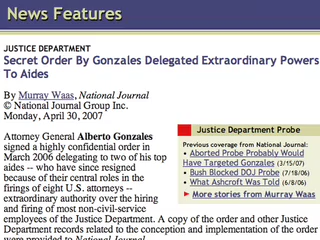 News Features
JUSTICE DEPARTMENT
Secret Order By Gonzales Delegated Extraordinary Powers
To Aides
By Murray Waas, National Journal
© National Journal Group Inc.
Monday, April 30, 2007
Attorney General Alberto Gonzales
signed a highly confidential order in
March 2006 delegating to two of his top
aides -- who have since resigned
because of their central roles in the
firings of eight U.S. attorneys --
extraordinary authority over the hiring
and firing of most non-civil-service
employees of the Justice Department. A copy of the order and other Justice
Department records related to the conception and implementation of the order
were provided to National Journal.
Justice Department Probe
Previous coverage from National Journal:
• Aborted Probe Probably Would
Have Targeted Gonzales (3/15/07)
• Bush Blocked DOJ Probe (7/18/06)
• What Ashcroft Was Told (6/8/06)
► More stories from Murray Waas